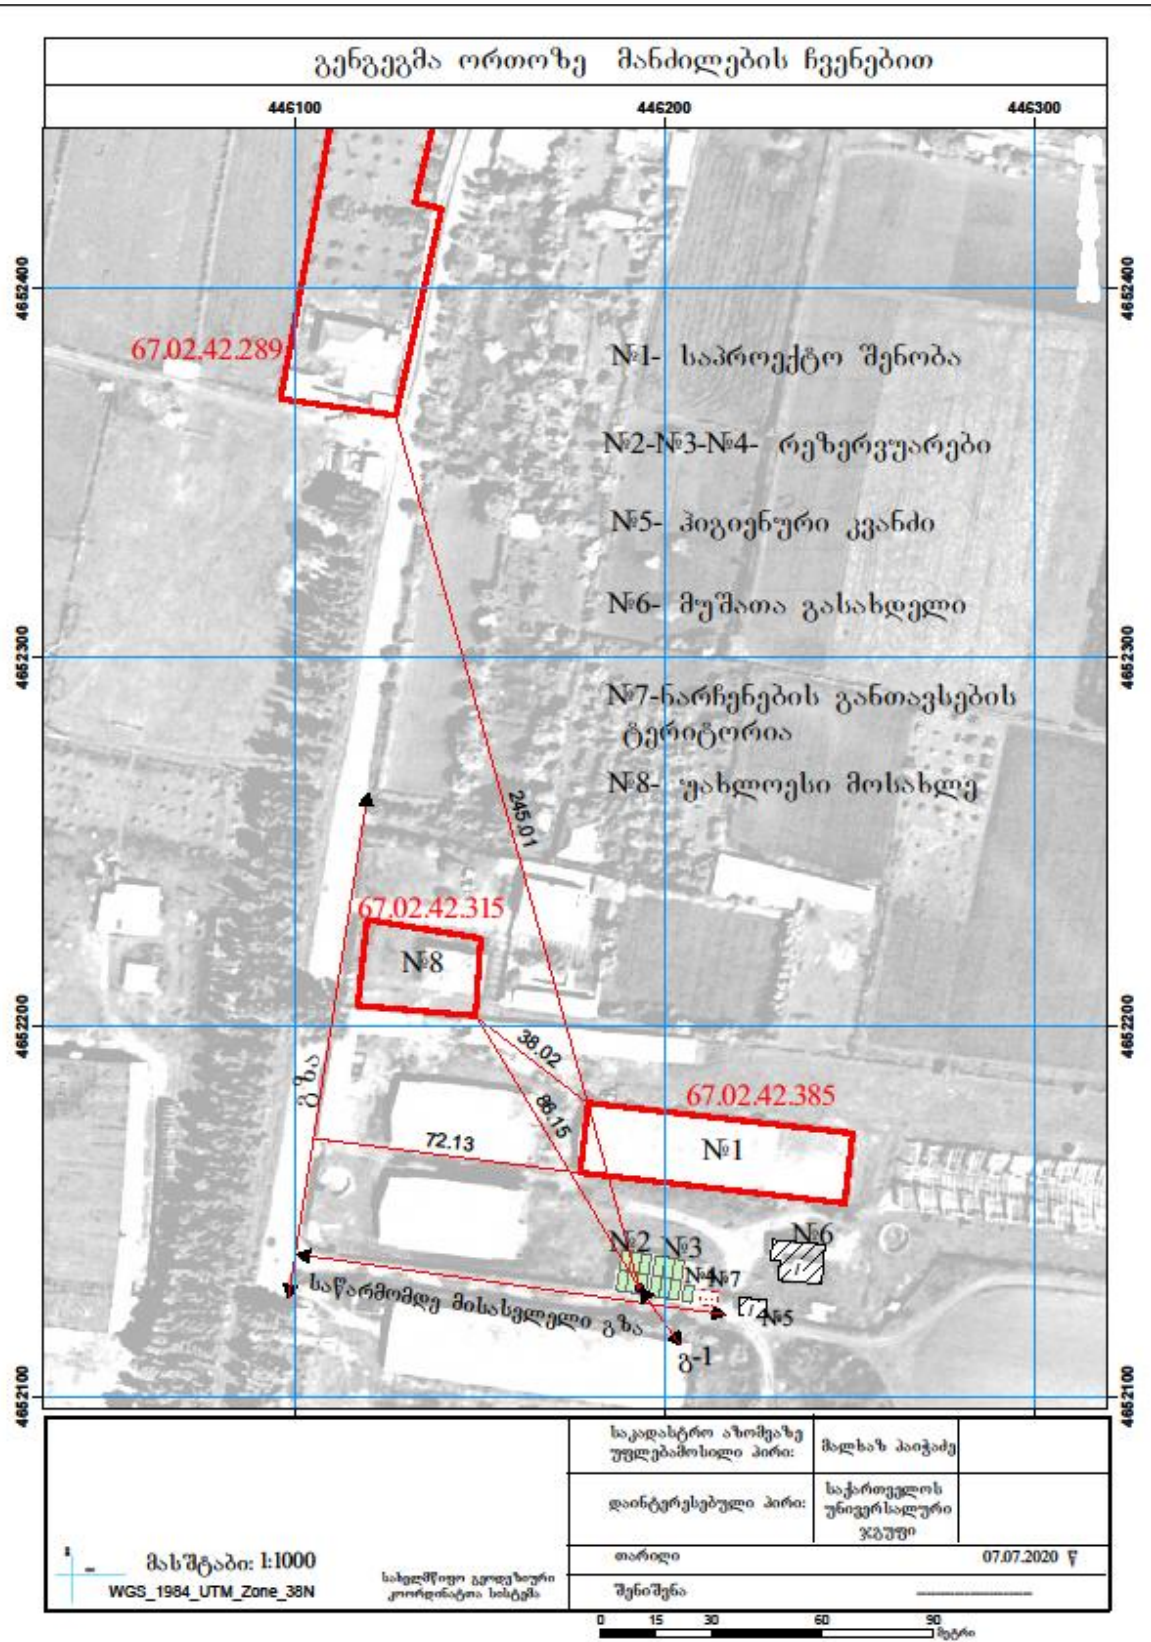 გენგეგმა ორთოზე მანძილების ჩვენებით
446100 446200 446300
4652400 4652400
67.02.42.289
№1- საპროექტო შენობა
№2-№3-№4- რეზერვუარები
№5- ჰიგიენური კვანძი
№6- მუშათა გასახდელი
4652300 4652300
№7-ნარჩენების განთავსების
ტერიტორია
№8- უახლოესი მოსახლე
245.01
67.02.42.315
№8
4652200 4652200
38.02
გზა
86.15
67.02.42.385
72.13
№1
№2 №3 №6
№4 №7
საწარმომდე მისასვლელი გზა
№5
გ-1
4652100 4652100
საკადასტრო აზომვაზე
უფლებამოსილი პირი: მალხაზ პაიჭაძე
დაინტერესებული პირი: საქართველოს
უნივერსალური
ჯგუფი
მასშტაბი: 1:1000
WGS_1984_UTM_Zone_38N
სახელმწიფო გეოდეზიური
კოორდინატთა სისტემა
თარიღი 07.07.2020 წ
შენიშვნა
0 15 30 60 90
მეტრი